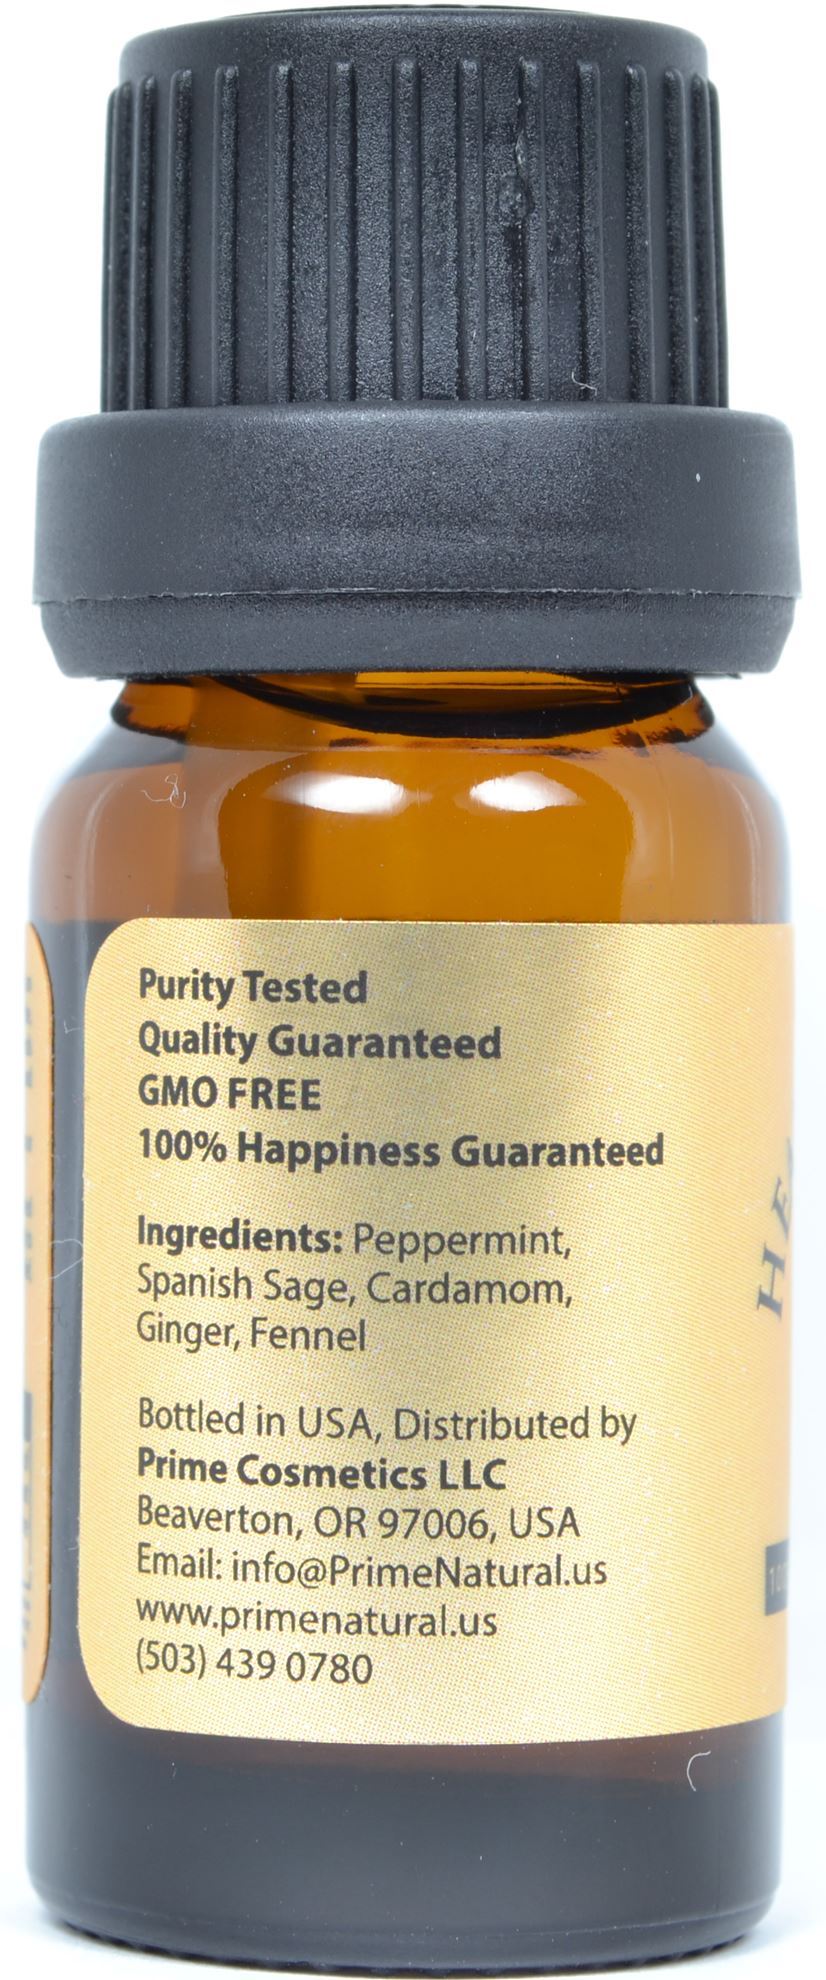 Purity Tested
Quality Guaranteed
GMO FREE
100% Happiness Guaranteed
Ingredients: Peppermint,
Spanish Sage, Cardamom,
Ginger, Fennel
Bottled in USA, Distributed by
Prime Cosmetics LLC
Beaverton, OR 97006, USA
Email: info@PrimeNatural.us
www.primenatural.us
(503) 439 0780